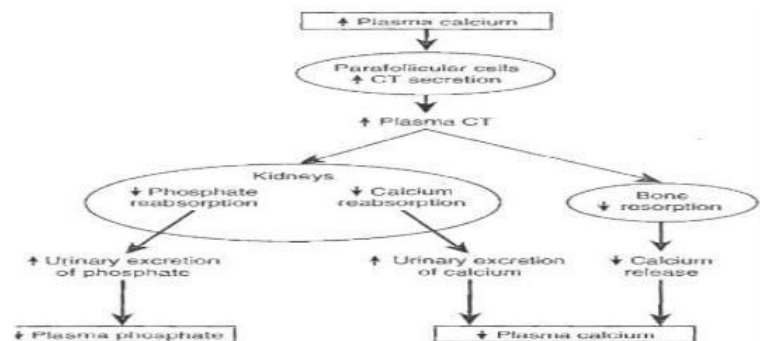 ↑ Plasma calcium
Parafollicular cells
↑ CT secretion
↑ Plasma CT
Kidneys
↓ Phosphate
reabsorption
↓ Calcium
reabsorption
Bone
↓ resorption
↑ Urinary excretion
of phosphate
↑ Urinary excretion
of calcium
↓ Calcium
release
↓ Plasma phosphate
↓ Plasma calcium